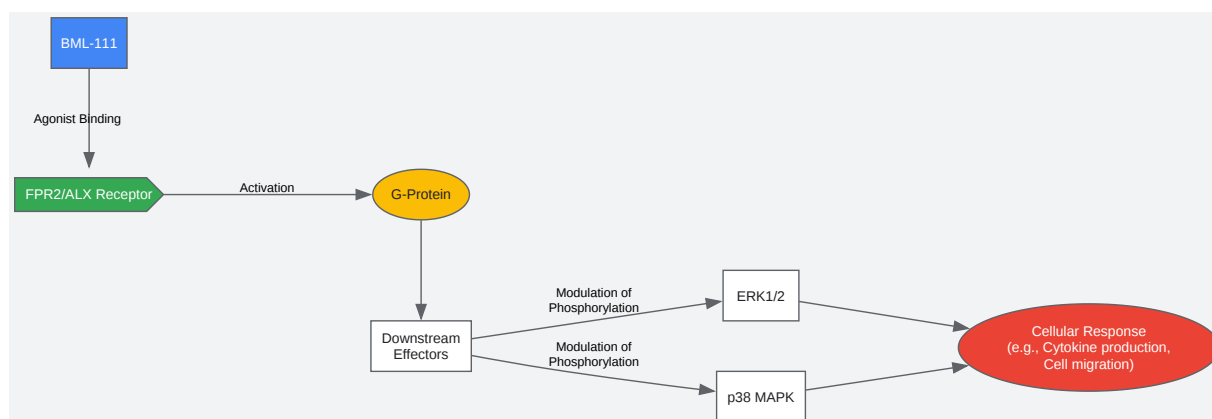 BML-111
Agonist Binding
FPR2/ALX Receptor
Activation
G-Protein
Downstream
Effectors
Modulation of
Phosphorylation
Modulation of
Phosphorylation
ERK1/2
p38 MAPK
Cellular Response
(e.g., Cytokine production,
Cell migration)